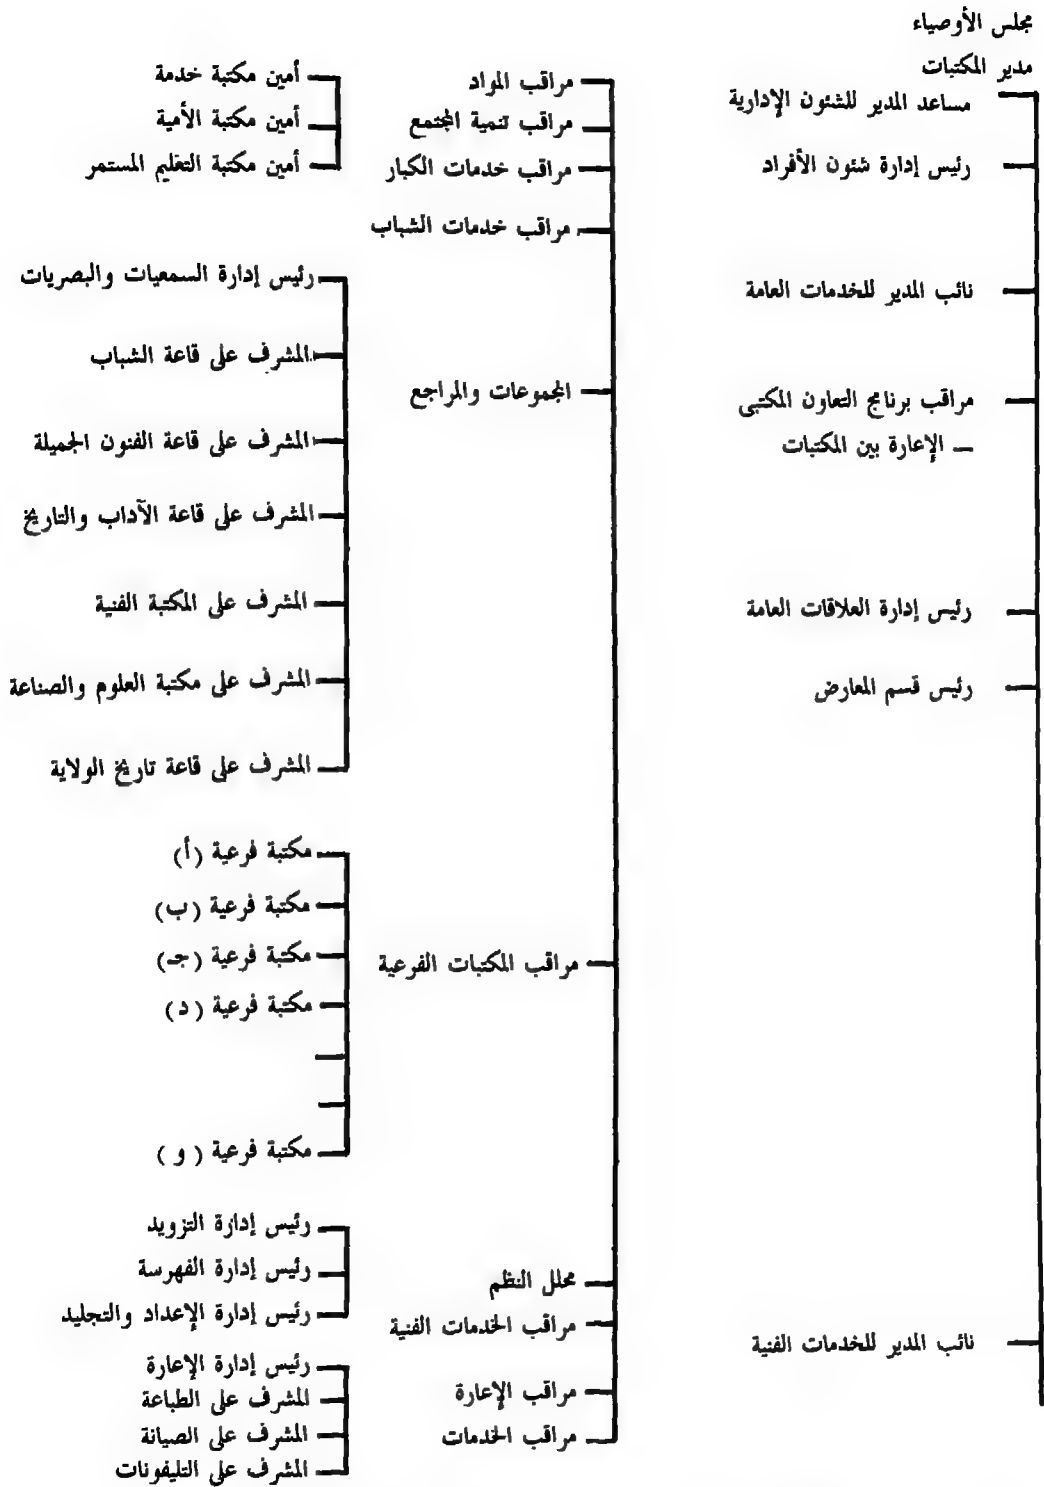 مجلس الأوصياء
مدير المكتبات
مساعد المدير للشئون الإدارية
رئيس إدارة شئون الأفراد
نائب المدير للخدمات العامة
مراقب برنامج التعاون المكتبى
ــ الإعارة بين المكتبات
رئيس إدارة العلاقات العامة
رئيس قسم المعارض
نائب المدير للخدمات الفنية
مراقب المواد
مراقب تنمية المجتمع
مراقب خدمات الكبار
مراقب خدمات الشباب
المجموعات والمراجع
مراقب المكتبات الفرعية
محلل النظم
مراقب الخدمات الفنية
مراقب الإعارة
مراقب الخدمات
أمين مكتبة خدمة
أمين مكتبة الأمية
أمين مكتبة التعليم المستمر
رئيس إدارة السمعيات والبصريات
المشرف على قاعة الشباب
المشرف على قاعة الفنون الجميلة
المشرف على قاعة الآداب والتاريخ
المشرف على المكتبة الفنية
المشرف على مكتبة العلوم والصناعة
المشرف على قاعة تاريخ الولاية
مكتبة فرعية (أ)
مكتبة فرعية (ب)
مكتبة فرعية (جـ)
مكتبة فرعية (د)
مكتبة فرعية (و)
رئيس إدارة التزويد
رئيس إدارة الفهرسة
رئيس إدارة الإعداد والتجليد
رئيس إدارة الإعارة
المشرف على الطباعة
المشرف على الصيانة
المشرف على التليفونات